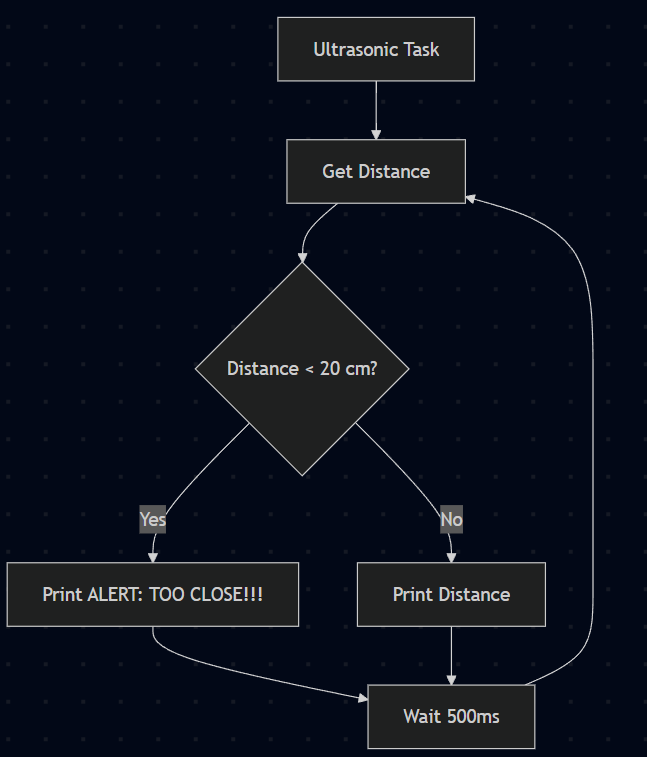 Ultrasonic Task
Get Distance
Distance < 20 cm?
Yes
No
Print ALERT: TOO CLOSE!!!
Print Distance
Wait 500ms